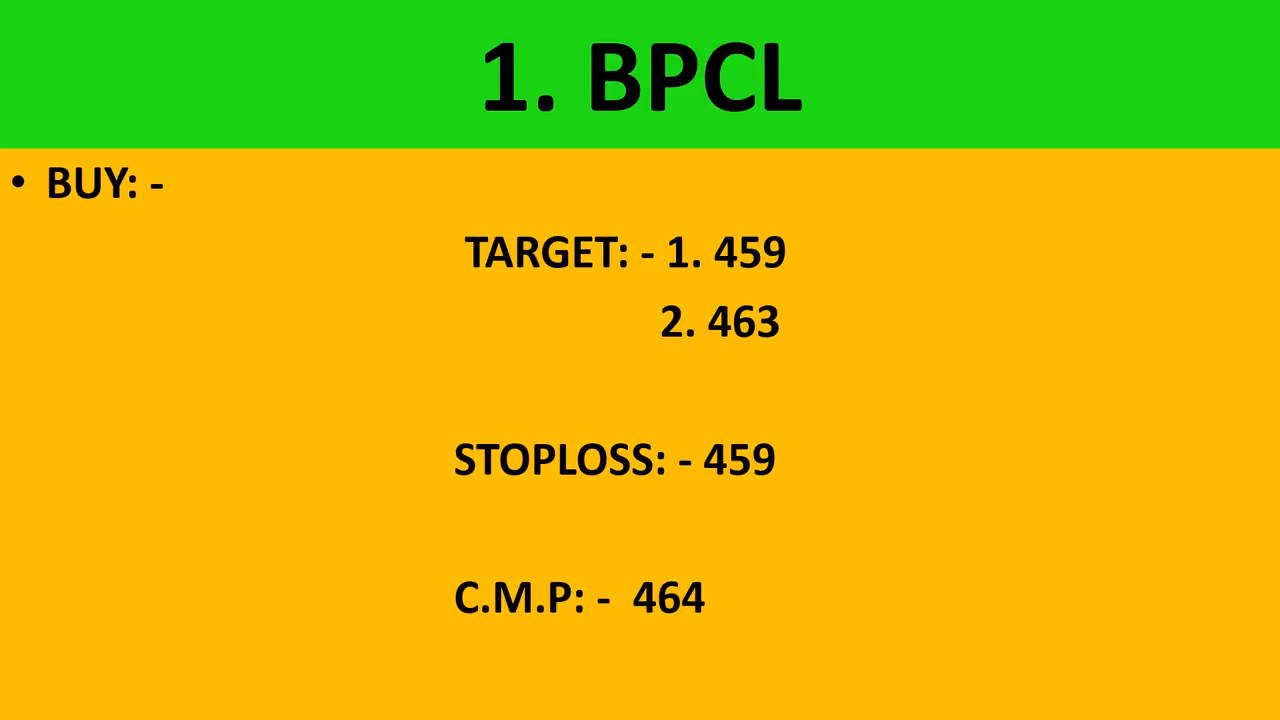 1. BPCL
• BUY: -
TARGET: - 1. 459
2. 463
STOPLOSS: - 459
C.M.P: - 464